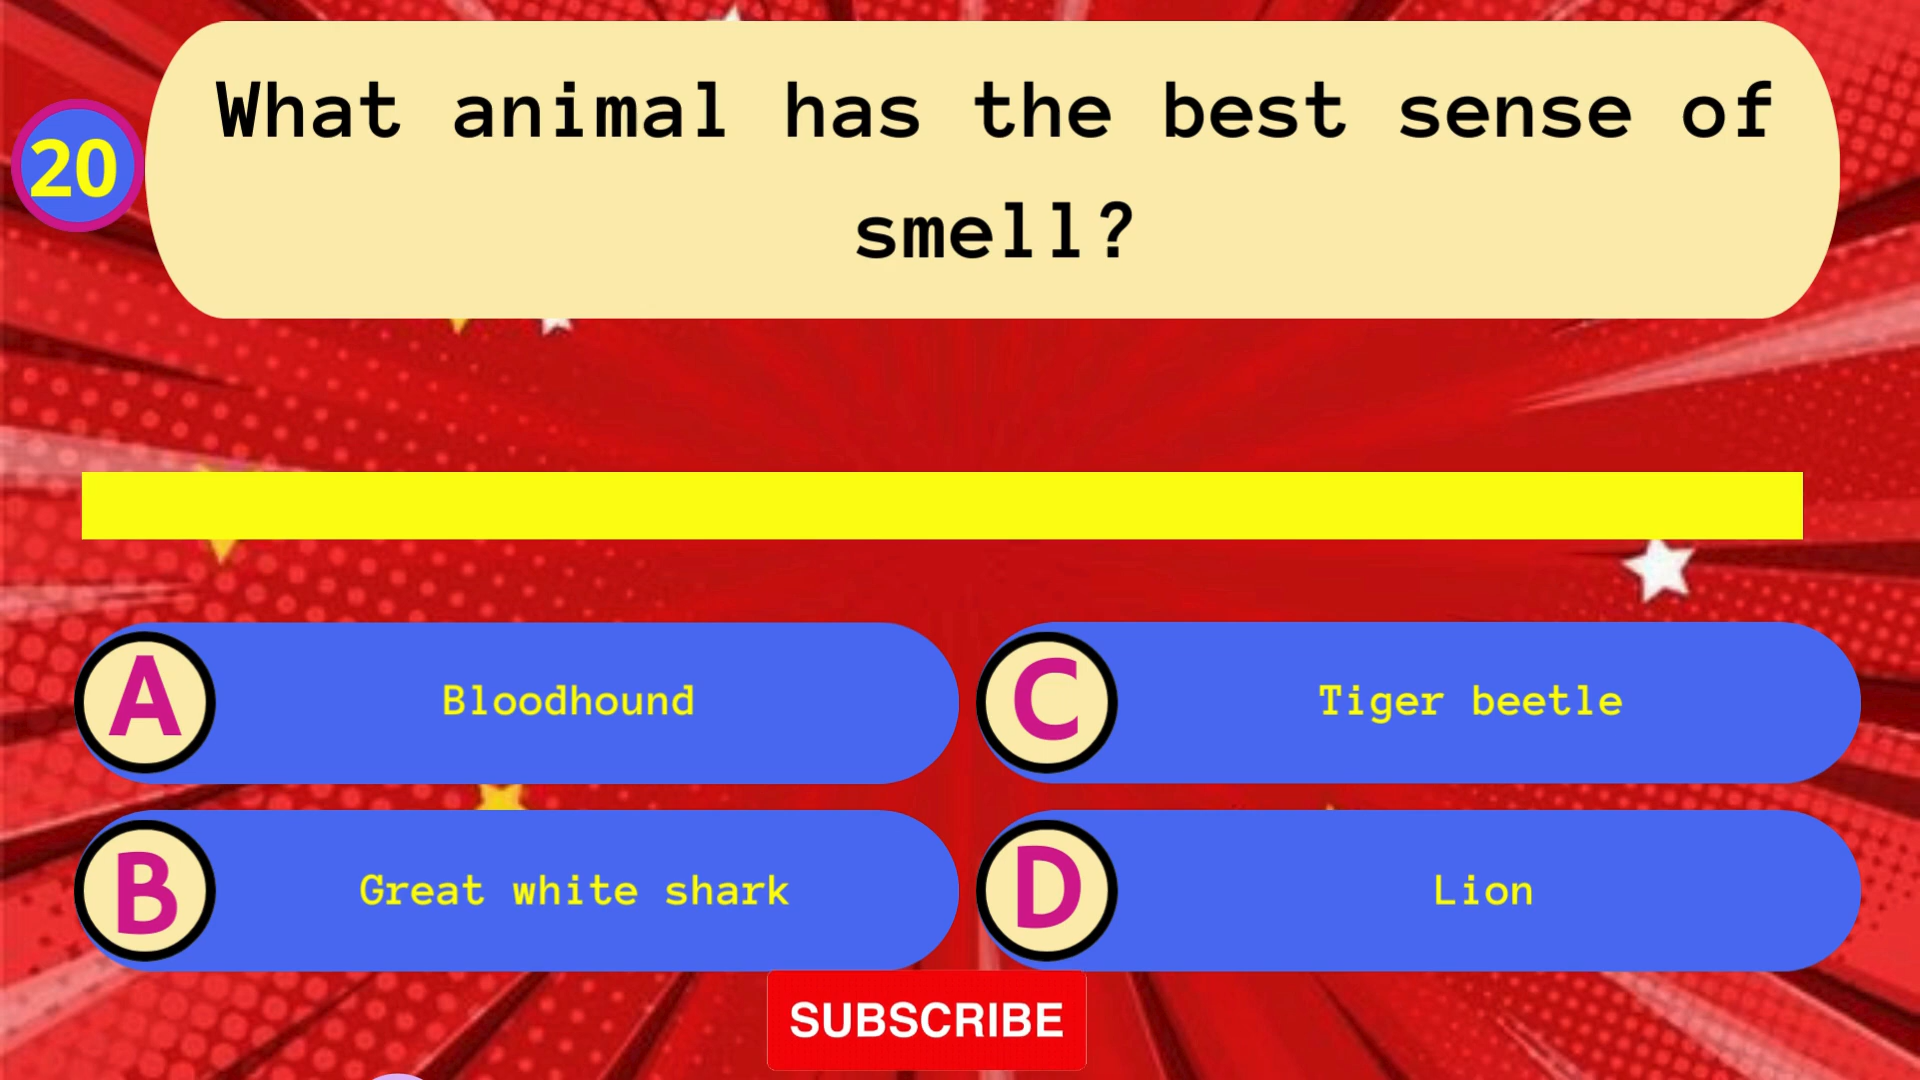 20
What animal has the best sense of
smell?
A Bloodhound
B Great white shark
C Tiger beetle
D Lion
SUBSCRIBE